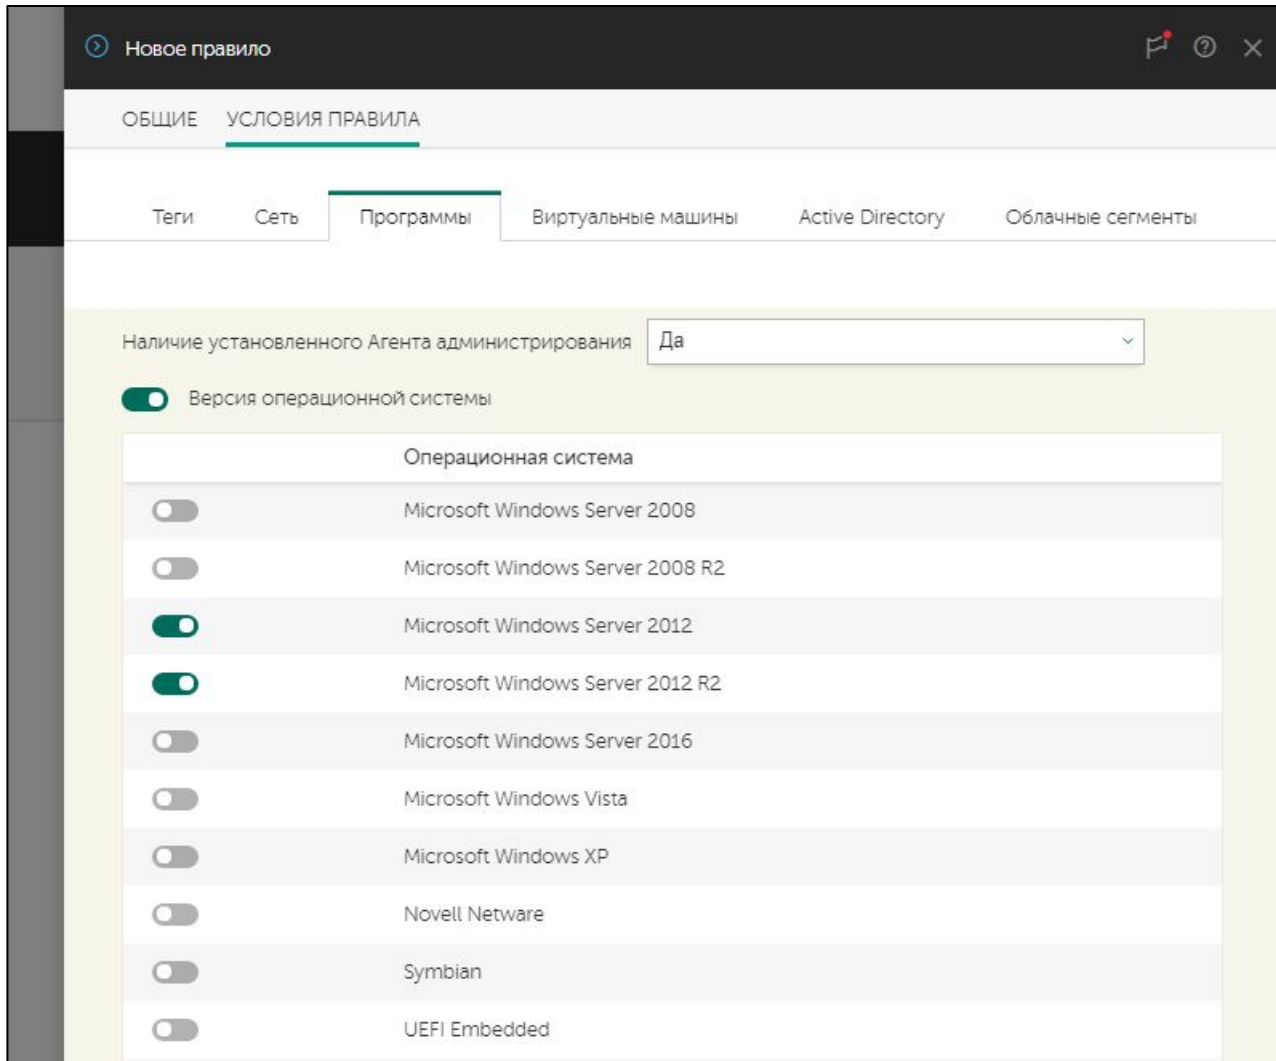 Новое правило
ОБЩИЕ УСЛОВИЯ ПРАВИЛА
Теги Сеть Программы Виртуальные машины Active Directory Облачные сегменты
Наличие установленного Агента администрирования Да
Версия операционной системы
Операционная система
Microsoft Windows Server 2008
Microsoft Windows Server 2008 R2
Microsoft Windows Server 2012
Microsoft Windows Server 2012 R2
Microsoft Windows Server 2016
Microsoft Windows Vista
Microsoft Windows XP
Novell Netware
Symbian
UEFI Embedded